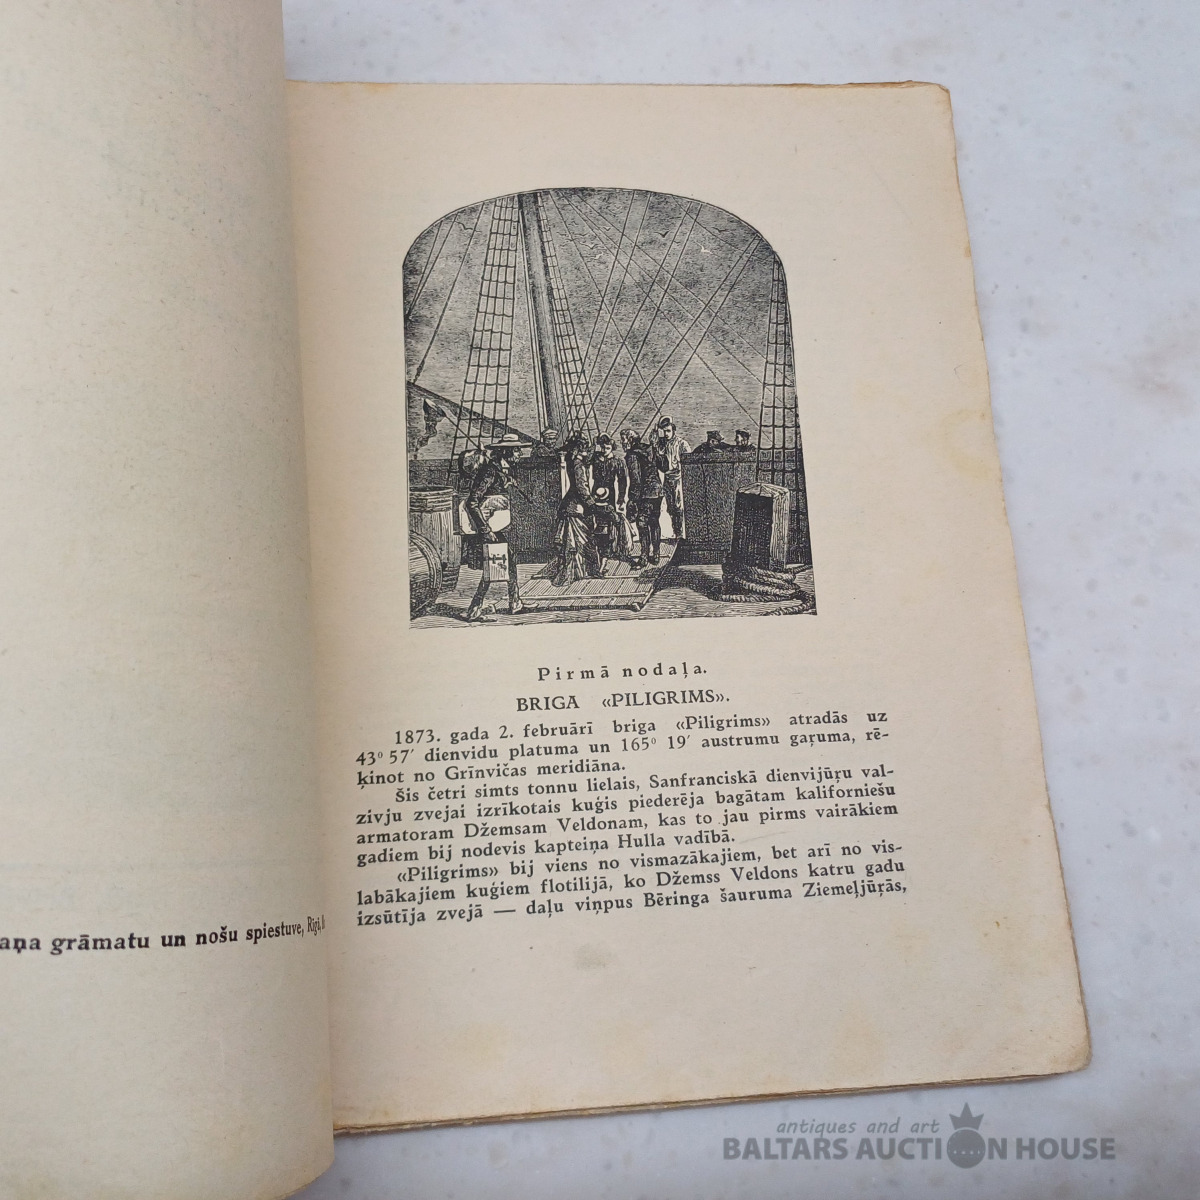 aņa grāmatu un nošu spiestuve, Rīgā,
Pirmā nodaļa.
BRIGA «PILIGRIMS».
1873. gada 2. februārī briga «Piligrims» atradās uz
43° 57′ dienvidu platuma un 165° 19′ austrumu gaŗuma, rē-
ķinot no Grīnvičas meridiāna.
Šis četri simts tonnu lielais, Sanfranciskā dienvijūŗu val-
zivju zvejai izrīkotais kuģis piederēja bagātam kaliforniešu
armatoram Džemsam Veldonam, kas to jau pirms vairākiem
gadiem bij nodevis kapteiņa Hulla vadībā.
«Piligrims» bij viens no vismazākajiem, bet arī no vis-
labākajiem kuģiem flotilijā, ko Džemss Veldons katru gadu
izsūtīja zvejā — daļu viņpus Bēringa šauruma Ziemeļjūŗās,
antiques and art
BALTARS AUCTION HOUSE